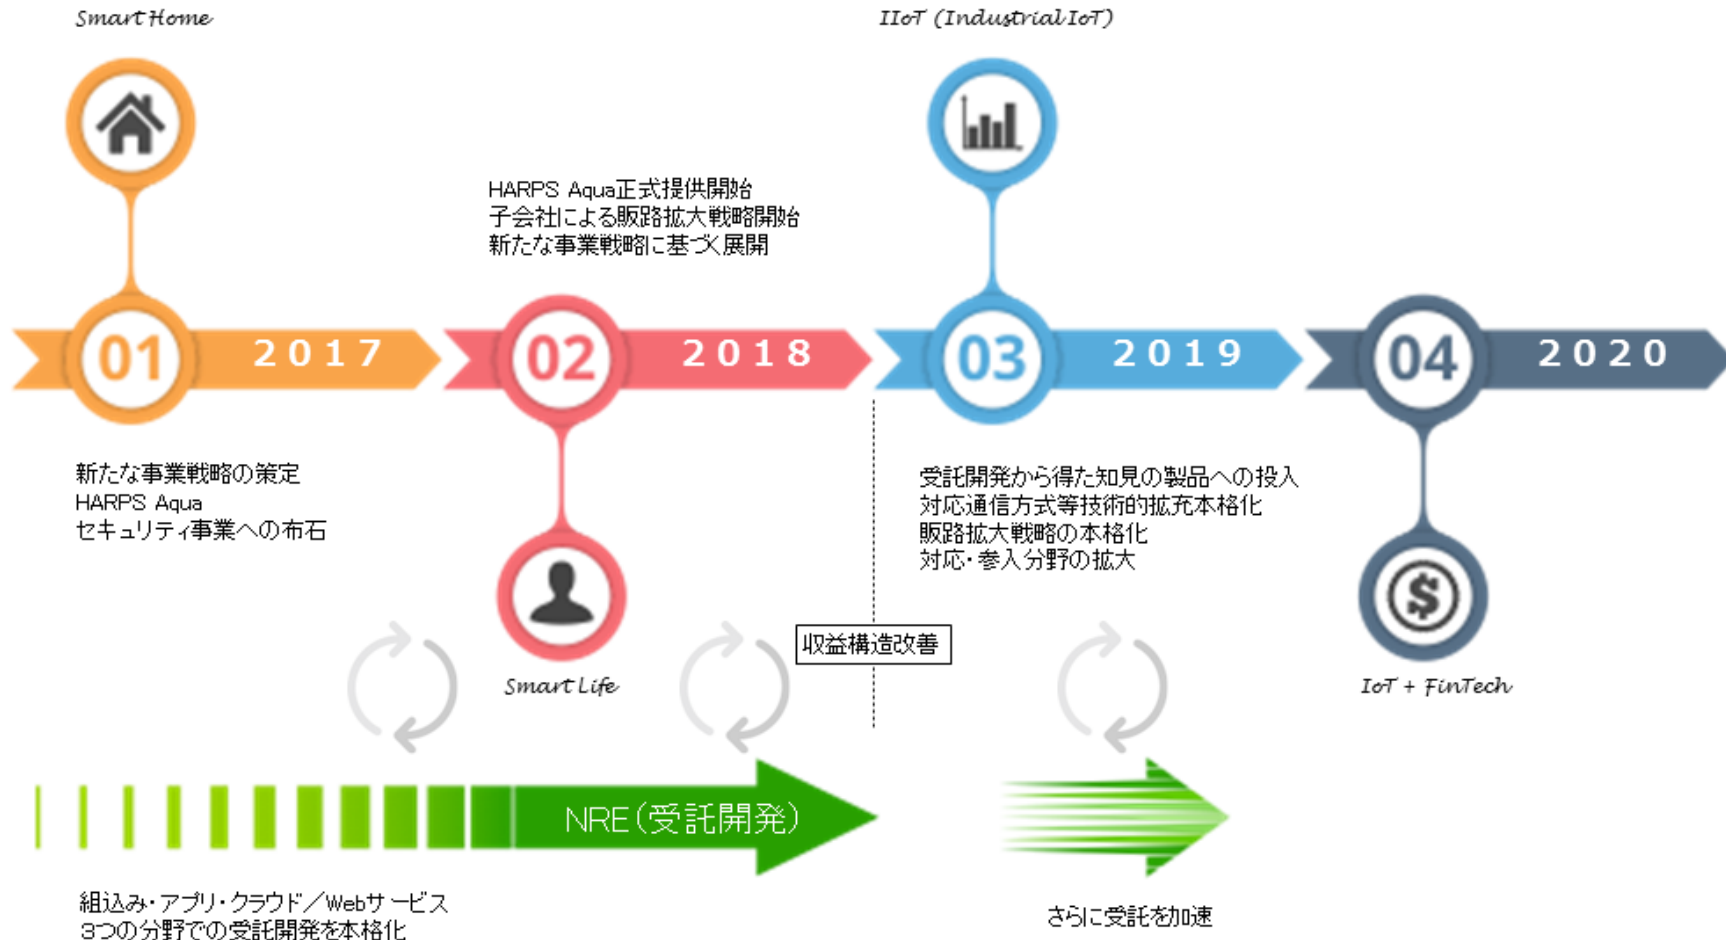 Smart Home
IIoT (Industrial IoT)
HARPS Aqua正式提供開始
子会社による販路拡大戦略開始
新たな事業戦略に基づく展開
01
2017
02
2018
03
2019
04
2020
新たな事業戦略の策定
HARPS Aqua
セキュリティ事業への布石
受託開発から得た知見の製品への投入
対応通信方式等技術的拡充本格化
販路拡大戦略の本格化
対応・参入分野の拡大
収益構造改善
Smart Life
IoT + FinTech
NRE(受託開発)
組込み・アプリ・クラウド／Webサービス
3つの分野での受託開発を本格化
さらに受託を加速